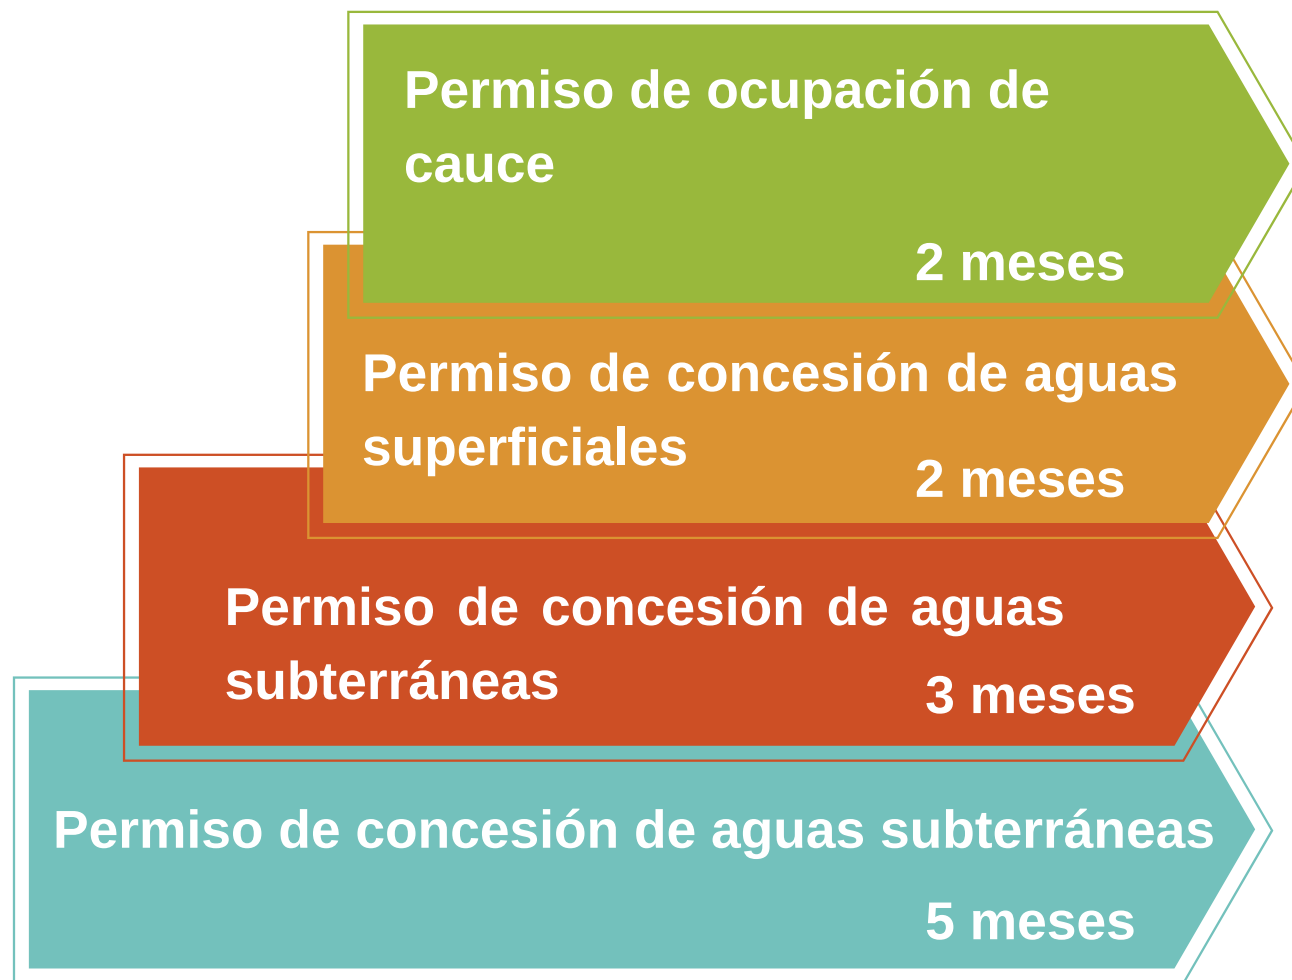 Permiso de ocupación de
cauce
2 meses
Permiso de concesión de aguas
superficiales
2 meses
Permiso de concesión de aguas
subterráneas
3 meses
Permiso de concesión de aguas subterráneas
5 meses